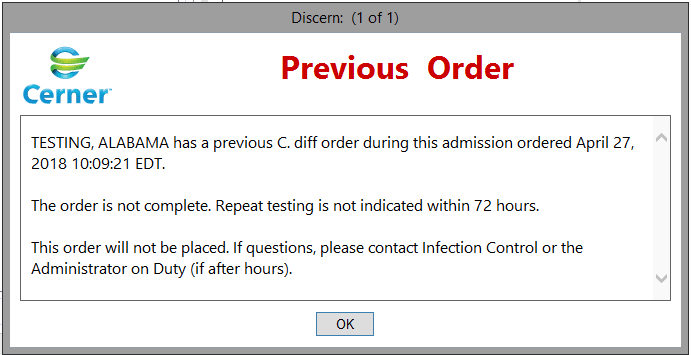 Discern: (1 of 1)
Cerner™
Previous Order
TESTING, ALABAMA has a previous C. diff order during this admission ordered April 27,
2018 10:09:21 EDT.
The order is not complete. Repeat testing is not indicated within 72 hours.
This order will not be placed. If questions, please contact Infection Control or the
Administrator on Duty (if after hours).
OK